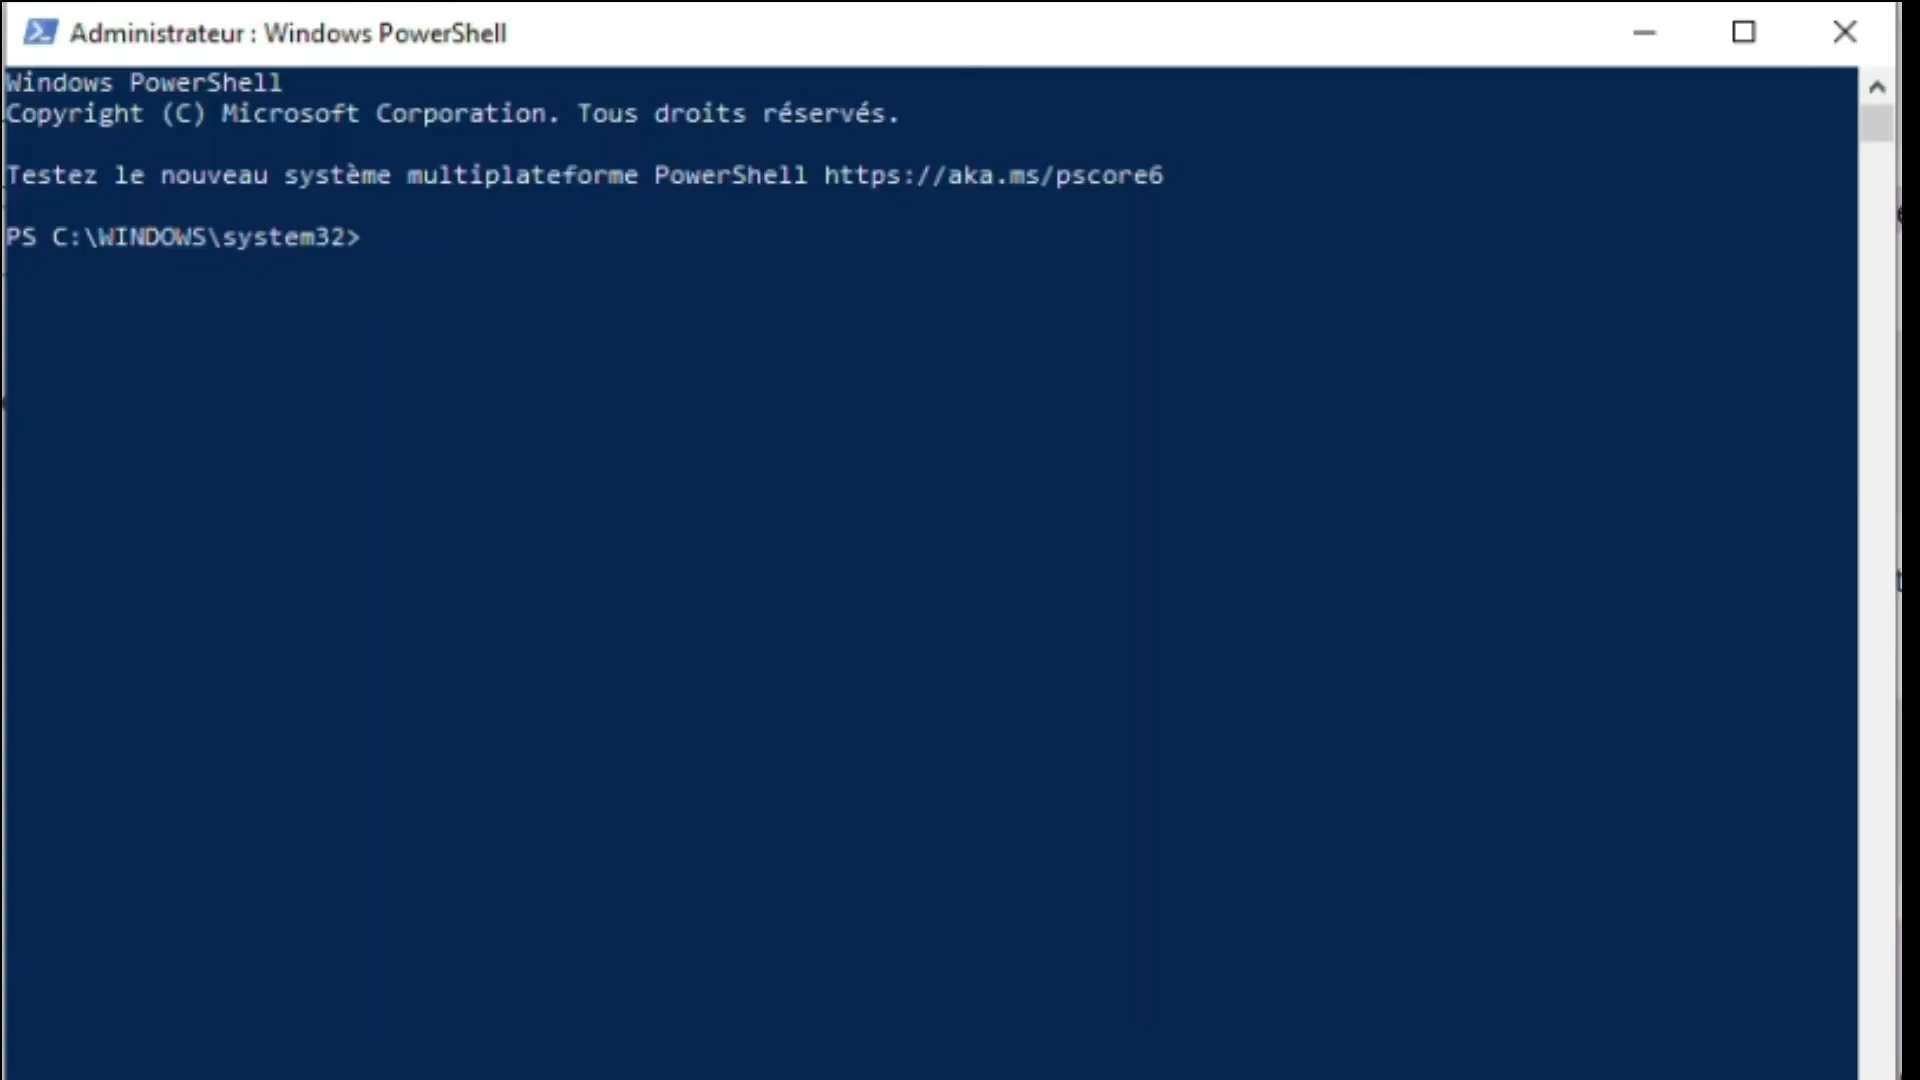 Administrateur : Windows PowerShell
Windows PowerShell
Copyright (C) Microsoft Corporation. Tous droits réservés.
Testez le nouveau système multiplateforme PowerShell https://aka.ms/pscore6
PS C:\WINDOWS\system32>